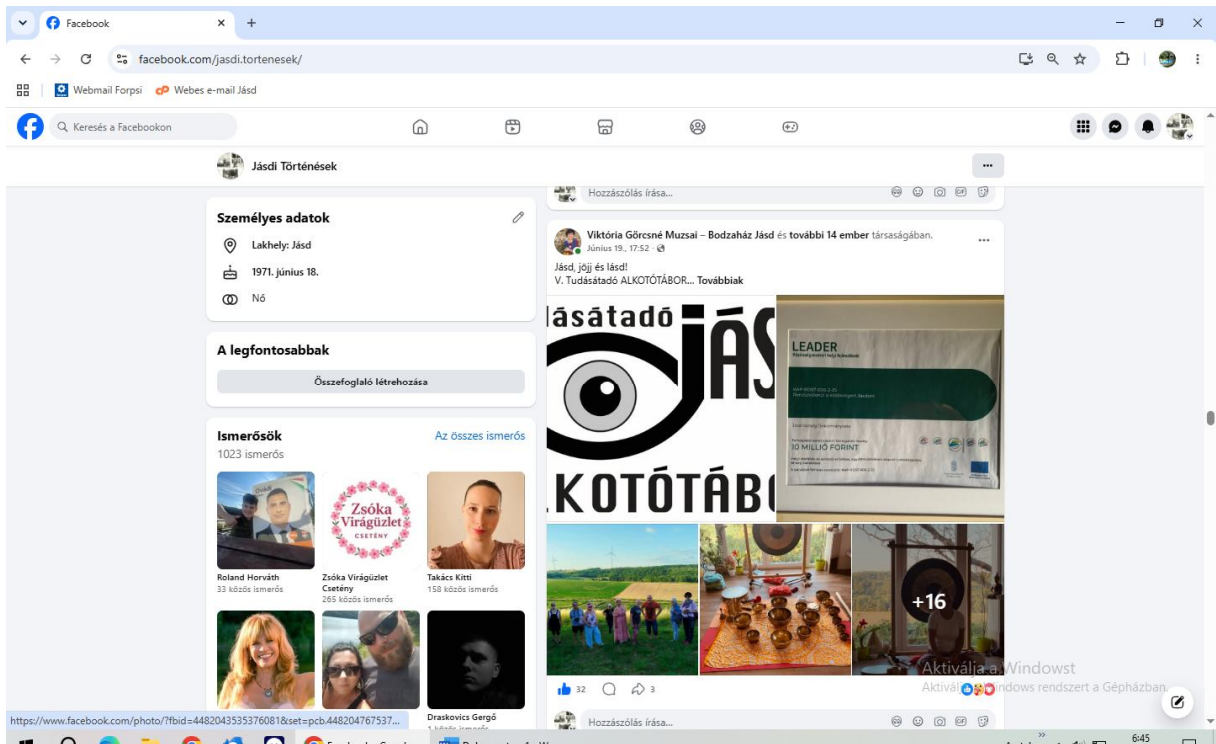 Facebook
facebook.com/jasdi.tortenesek/
Webmail Forpsi
Webes e-mail Jásd
Keresés a Facebookon
Jásdi Történések
Személyes adatok
Lakhely: Jásd
1971. június 18.
Nő
A legfontosabbak
Összefoglaló létrehozása
Ismerősök
Az összes ismerős
1023 ismerős
Zsóka
Virágüzlet
CSETÉNY
Roland Horváth
33 közös ismerős
Zsóka Virágüzlet
Csetény
265 közös ismerős
Takács Kitti
158 közös ismerős
Draskovics Gergő
Hozzászólás írása...
Viktória Görcsné Muzsai – Bodzaház Jásd és további 14 ember társaságában.
Június 19., 17:52
Jásd, jöjj és lásd!
V. Tudásátadó ALKOTÓTÁBOR... Továbbiak
ásátadó
JÁS
KOTÓTÁB
LEADER
10 MILLIÓ FORINT
+16
32
3
Hozzászólás írása...
Aktiválja a Windowst
https://www.facebook.com/photo/?fbid=4482043535376081&set=pcb.448204767537...
6:45